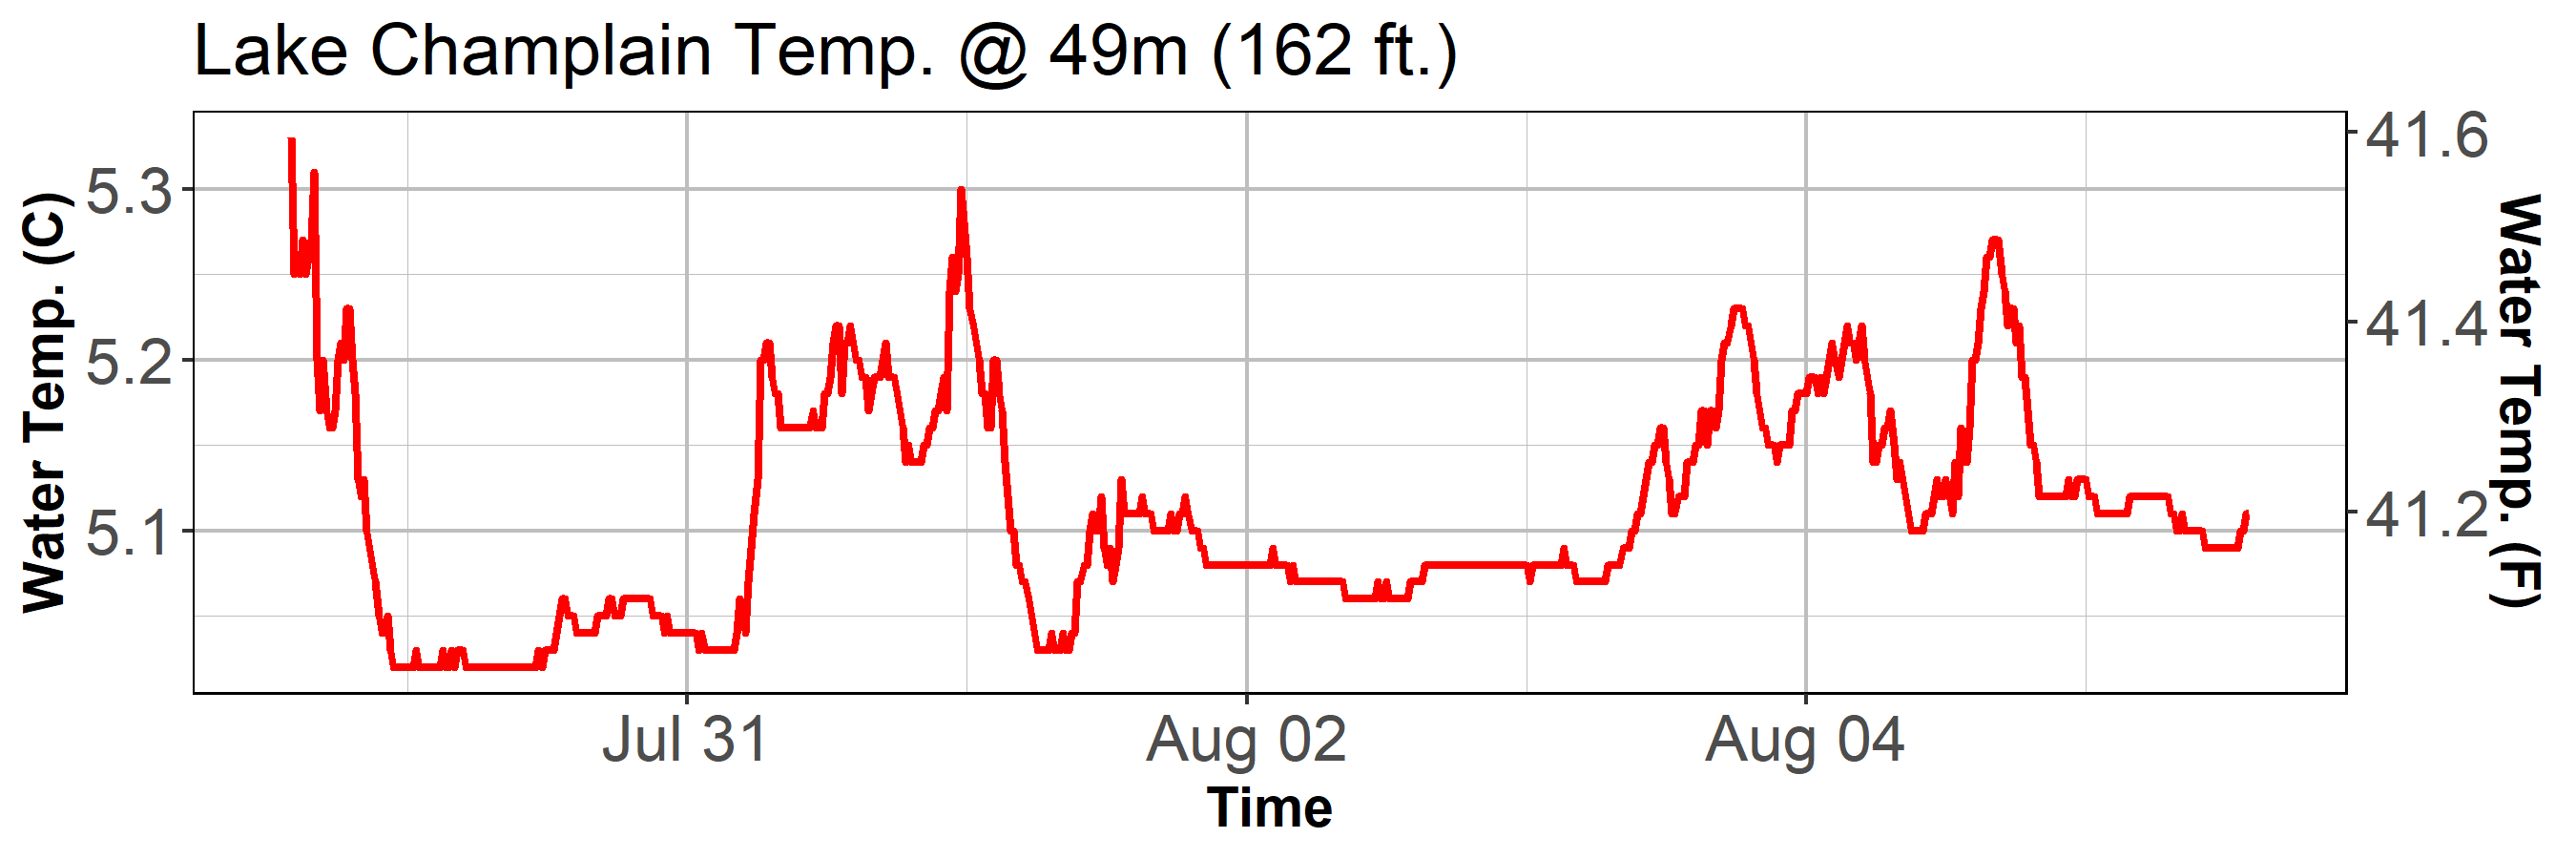 Lake Champlain Temp. @ 49m (162 ft.)
Water Temp. (C)
5.3
5.2
5.1
41.6
41.4
41.2
Water Temp. (F)
Jul 31
Aug 02
Aug 04
Time